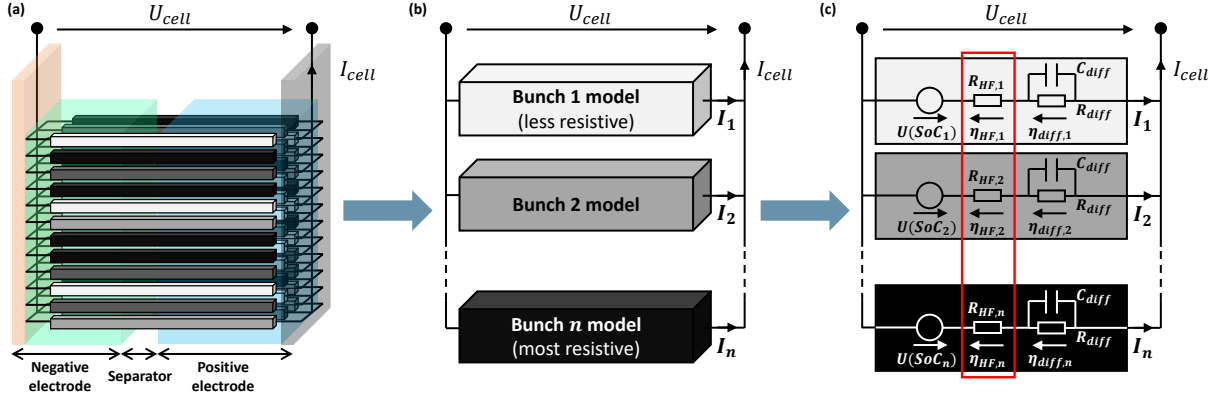 (a)
U_cell
I_cell
Negative electrode
Separator
Positive electrode
(b)
U_cell
I_cell
Bunch 1 model
(less resistive)
I_1
Bunch 2 model
I_2
Bunch n model
(most resistive)
I_n
(c)
U_cell
I_cell
R_HF,1
C_diff
R_diff
U(SoC_1)
η_HF,1
η_diff,1
I_1
R_HF,2
C_diff
R_diff
U(SoC_2)
η_HF,2
η_diff,2
I_2
R_HF,n
C_diff
R_diff
U(SoC_n)
η_HF,n
η_diff,n
I_n